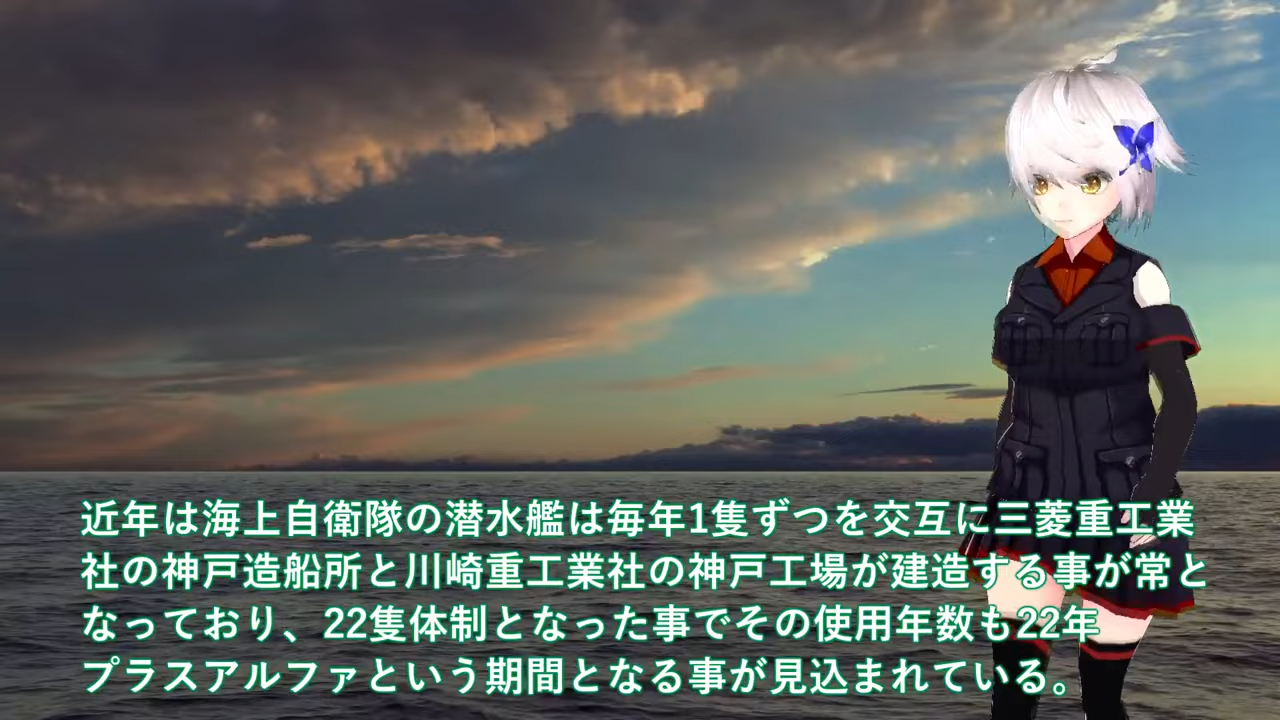 近年は海上自衛隊の潜水艦は毎年1隻ずつを交互に三菱重工業
社の神戸造船所と川崎重工業社の神戸工場が建造する事が常と
なっており、22隻体制となった事でその使用年数も22年
プラスアルファという期間となる事が見込まれている。